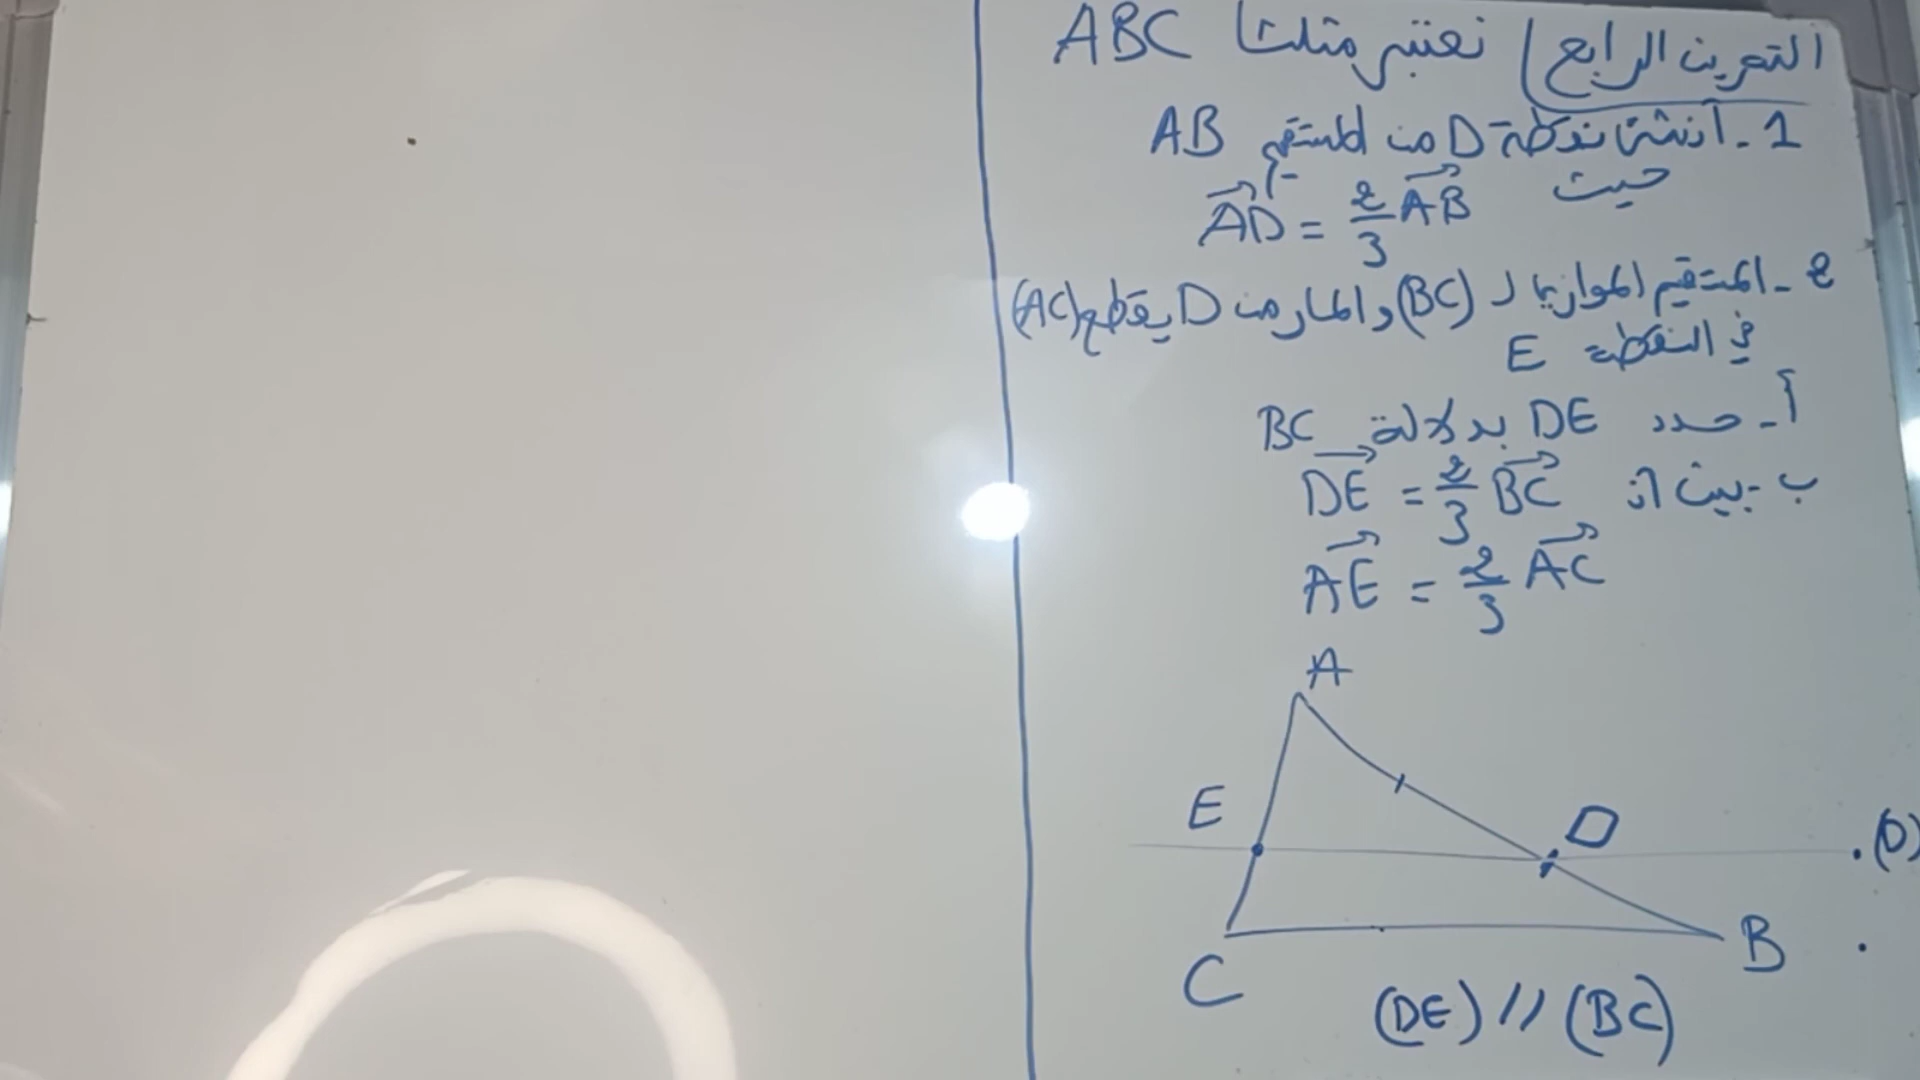 التمرين الرابع) نعتبر مثلثا ABC
1 - أنشئ نقطة D من المستقيم AB
حيث
AD = 2/3 AB
2 - المستقيم الموازي لـ (BC) والمار من D يقطع (AC)
في النقطة E
أ - حدد DE بدلالة BC
ب - بين أن DE = 2/3 BC
AE = 2/3 AC
A
E
D
(D)
C
B
(DE) // (BC)